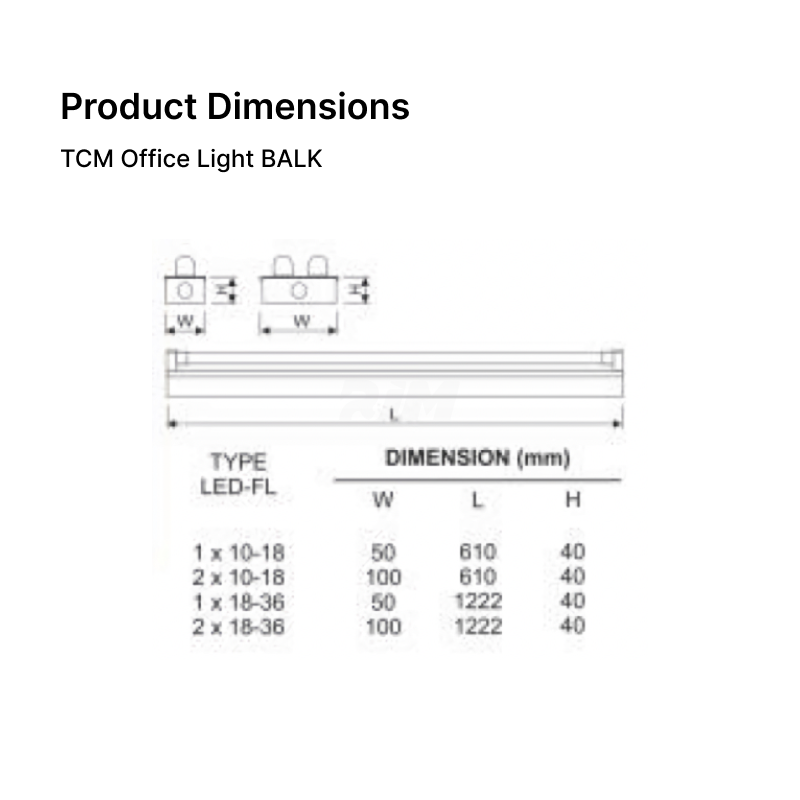 Product Dimensions
TCM Office Light BALK
H
H
W
W
L
TYPE
LED-FL
DIMENSION (mm)
W L H
1 x 10-18 50 610 40
2 x 10-18 100 610 40
1 x 18-36 50 1222 40
2 x 18-36 100 1222 40